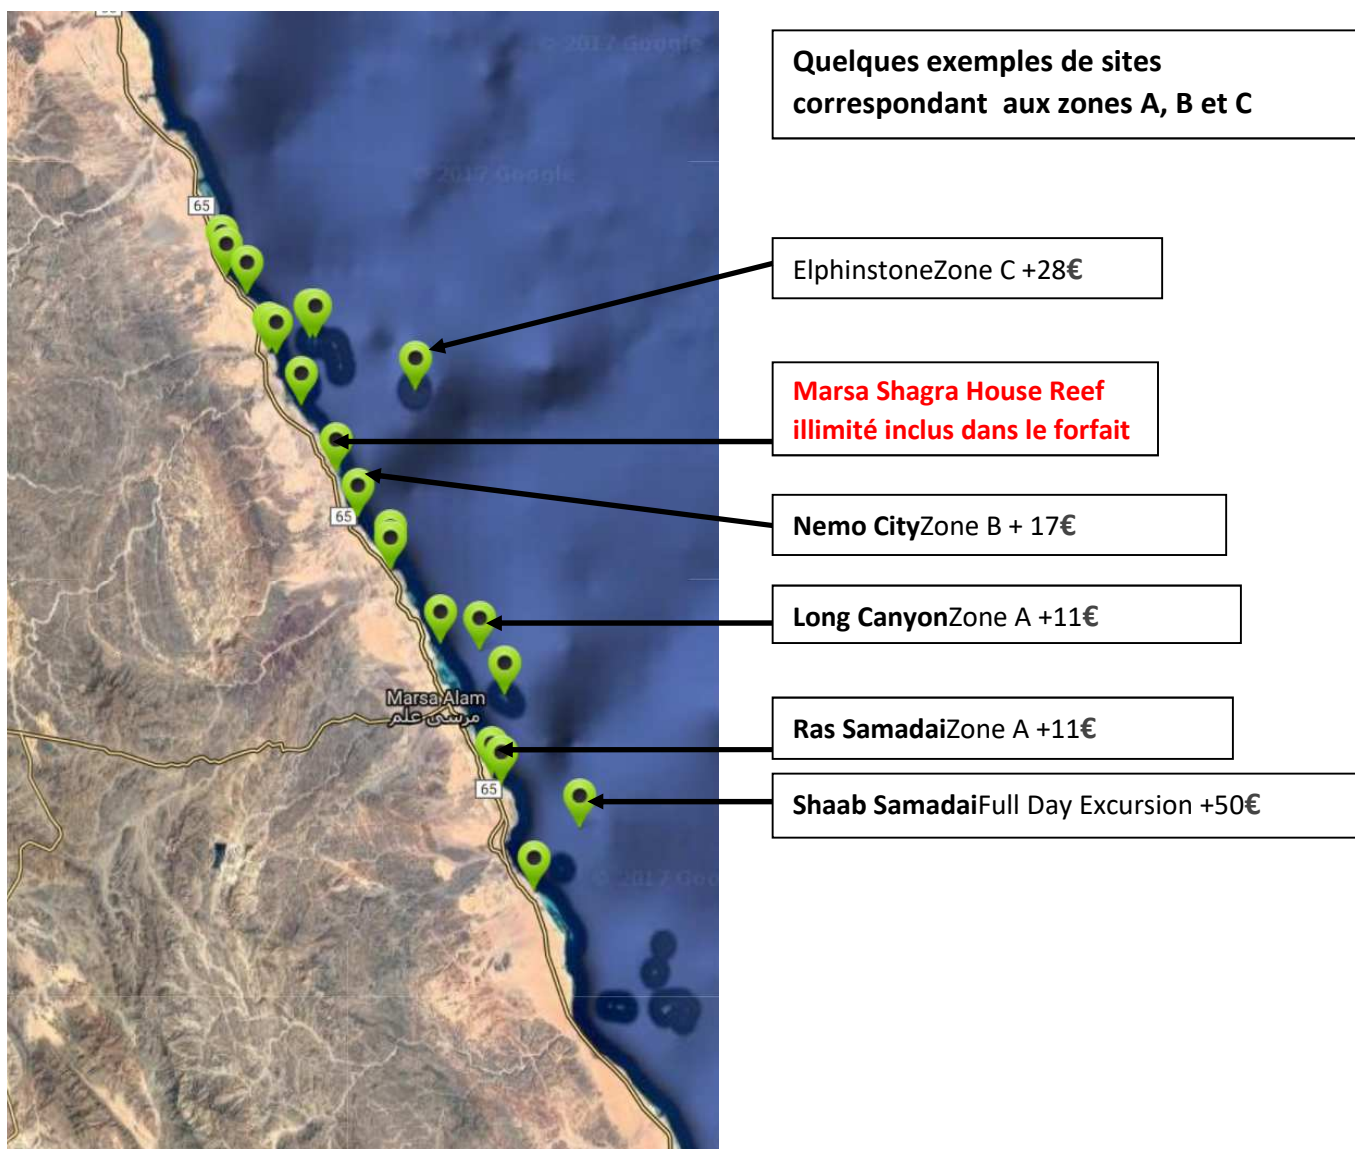 © 2017 Google
Quelques exemples de sites
correspondant aux zones A, B et C
© 2017 Google
65
ElphinstoneZone C +28€
Marsa Shagra House Reef
illimité inclus dans le forfait
65
Nemo CityZone B + 17€
Long CanyonZone A +11€
Marsa Alam
مرسى علم
Ras SamadaiZone A +11€
65
Shaab SamadaiFull Day Excursion +50€
© 2017 Goo